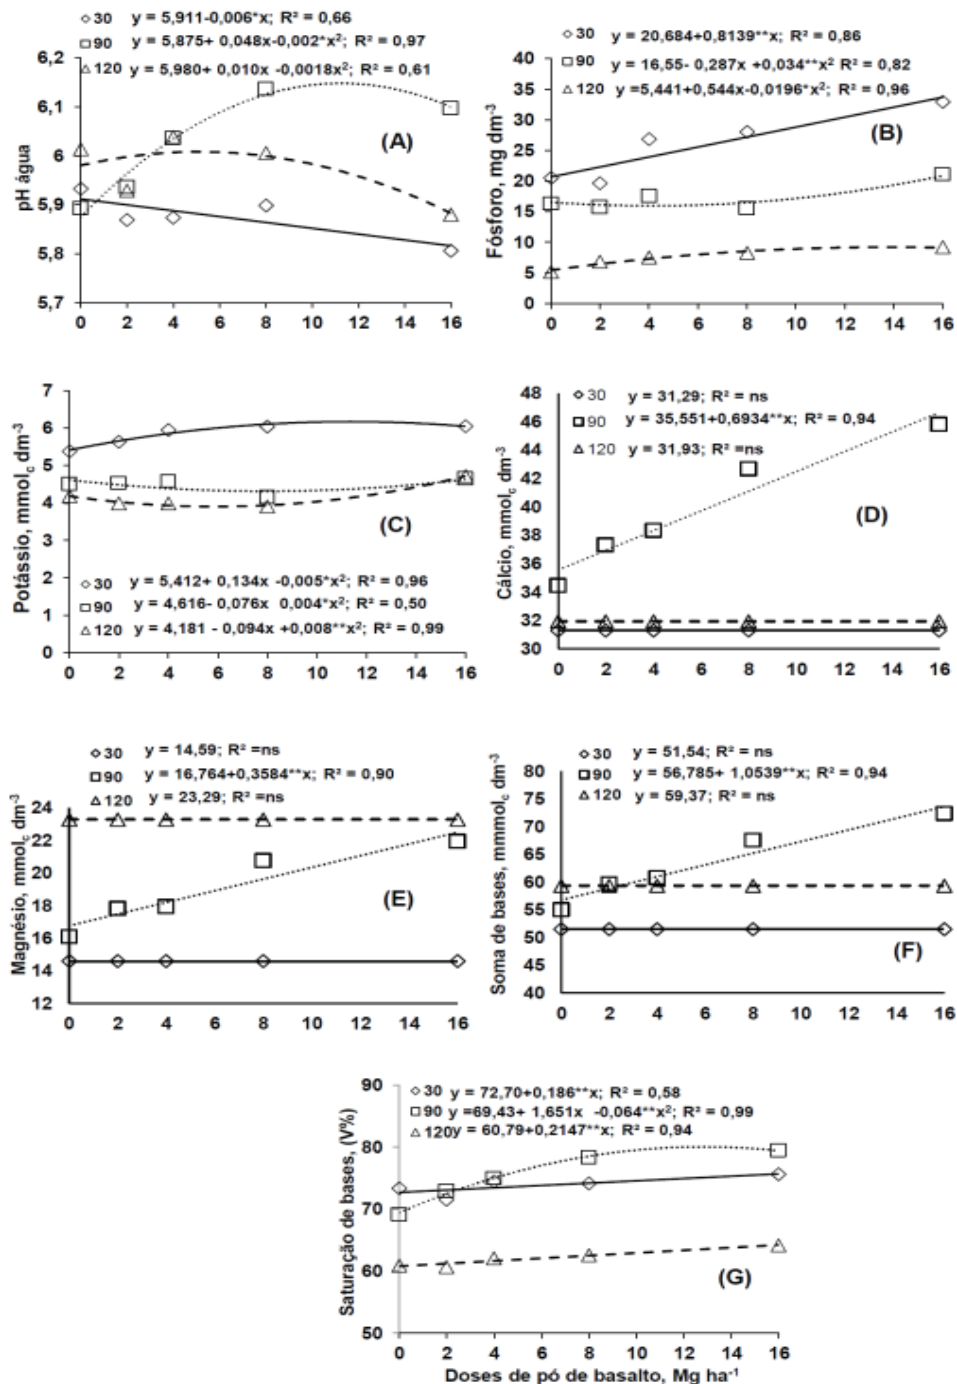 30 y = 5,911-0,006*x; R² = 0,66
90 y = 5,875+ 0,048x-0,002*x²; R² = 0,97
120 y = 5,980+ 0,010x -0,0018x²; R² = 0,61
6,2
6,1
6
5,9
5,8
5,7
pH água
(A)
0 2 4 6 8 10 12 14 16
30 y = 20,684+0,8139**x; R² = 0,86
90 y = 16,55- 0,287x +0,034**x² R² = 0,82
120 y =5,441+0,544x-0,0196*x²; R² = 0,96
40
35
30
25
20
15
10
5
0
Fósforo, mg dm⁻³
(B)
0 2 4 6 8 10 12 14 16
7
6
5
4
3
2
1
0
Potássio, mmol꜀ dm⁻³
(C)
30 y = 5,412+ 0,134x -0,005*x²; R² = 0,96
90 y = 4,616- 0,076x 0,004*x²; R² = 0,50
120 y = 4,181 - 0,094x +0,008**x²; R² = 0,99
0 2 4 6 8 10 12 14 16
30 y = 31,29; R² = ns
90 y = 35,551+0,6934**x; R² = 0,94
120 y = 31,93; R² =ns
48
46
44
42
40
38
36
34
32
30
Cálcio, mmol꜀ dm⁻³
(D)
0 2 4 6 8 10 12 14 16
30 y = 14,59; R² =ns
90 y = 16,764+0,3584**x; R² = 0,90
120 y = 23,29; R² =ns
24
22
20
18
16
14
12
Magnésio, mmol꜀ dm⁻³
(E)
0 2 4 6 8 10 12 14 16
30 y = 51,54; R² = ns
90 y = 56,785+ 1,0539**x; R² = 0,94
120 y = 59,37; R² = ns
80
75
70
65
60
55
50
45
40
Soma de bases, mmmol꜀ dm⁻³
(F)
0 2 4 6 8 10 12 14 16
30 y = 72,70+0,186**x; R² = 0,58
90 y =69,43+ 1,651x -0,064**x²; R² = 0,99
120 y = 60,79+0,2147**x; R² = 0,94
90
80
70
60
50
Saturação de bases, (V%)
(G)
0 2 4 6 8 10 12 14 16
Doses de pó de basalto, Mg ha⁻¹